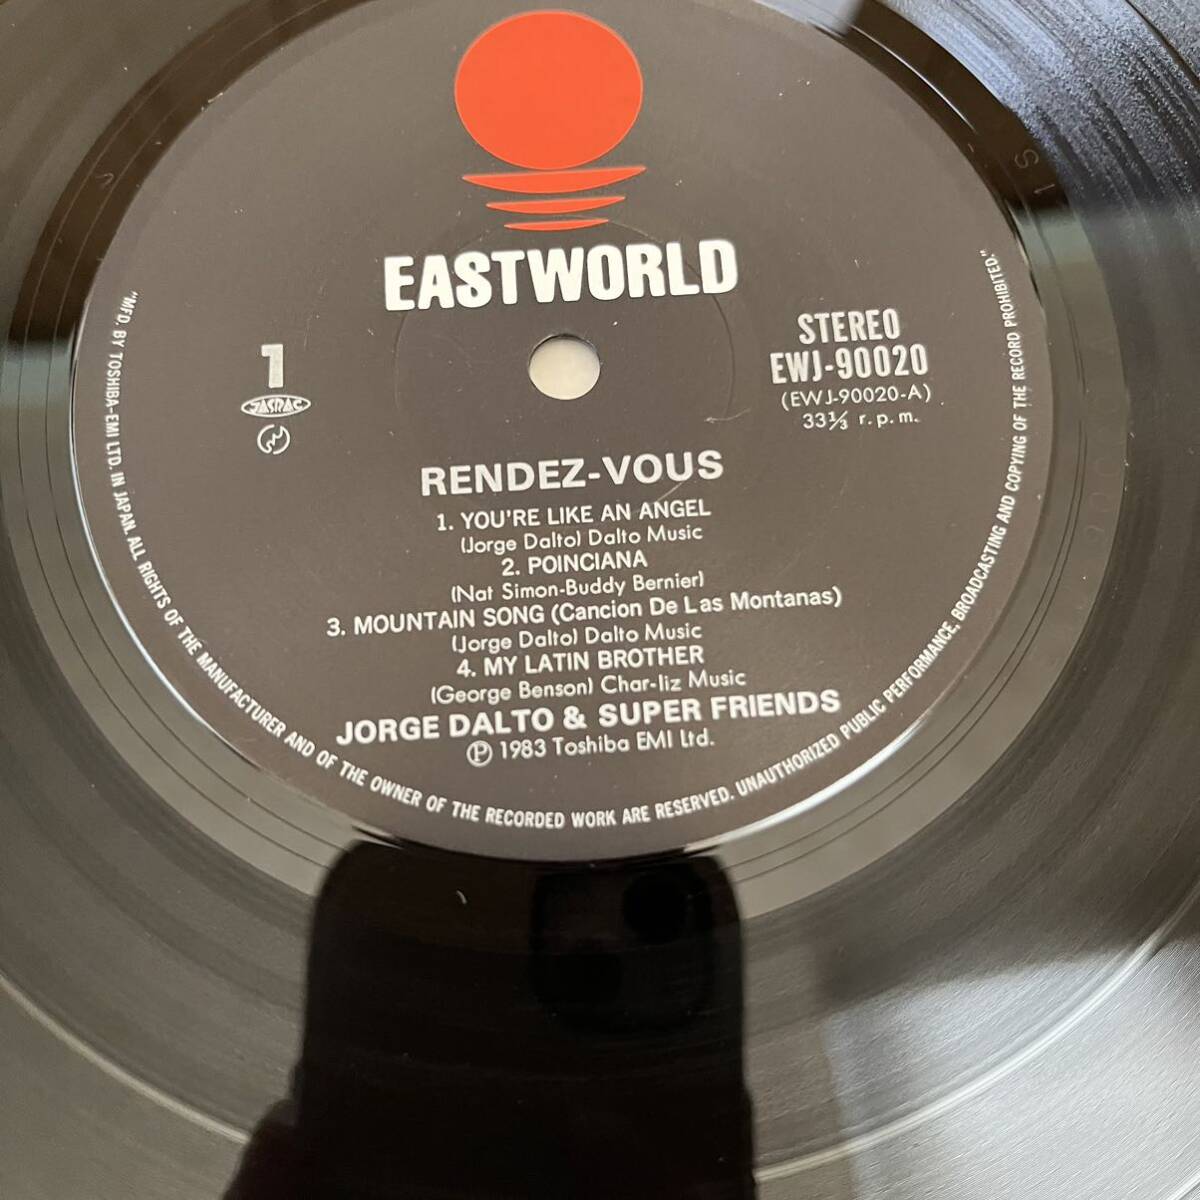 EASTWORLD
STEREO
EWJ-90020
(EWJ-90020-A)
33⅓ r.p.m.
1
JASRAC
RENDEZ-VOUS
1. YOU'RE LIKE AN ANGEL
(Jorge Dalto) Dalto Music
2. POINCIANA
(Nat Simon-Buddy Bernier)
3. MOUNTAIN SONG (Cancion De Las Montanas)
(Jorge Dalto) Dalto Music
4. MY LATIN BROTHER
(George Benson) Char-liz Music
JORGE DALTO & SUPER FRIENDS
Ⓟ 1983 Toshiba EMI Ltd.
"MFD. BY TOSHIBA-EMI LTD. IN JAPAN. ALL RIGHTS OF THE MANUFACTURER AND OF THE OWNER OF THE RECORDED WORK ARE RESERVED. UNAUTHORIZED PUBLIC PERFORMANCE, BROADCASTING AND COPYING OF THE RECORD PROHIBITED."